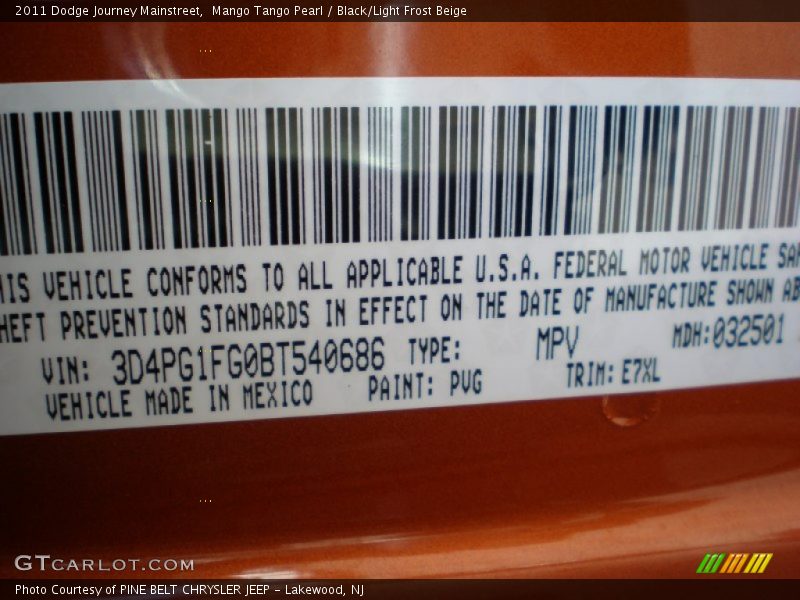 2011 Dodge Journey Mainstreet,  Mango Tango Pearl / Black/Light Frost Beige
HIS VEHICLE CONFORMS TO ALL APPLICABLE U.S.A. FEDERAL MOTOR VEHICLE SAF
HEFT PREVENTION STANDARDS IN EFFECT ON THE DATE OF MANUFACTURE SHOWN AB
VIN: 3D4PG1FG0BT540686 TYPE: MPV MDH:032501
VEHICLE MADE IN MEXICO PAINT: PVG TRIM: E7XL
GTCARLOT.COM
Photo Courtesy of PINE BELT CHRYSLER JEEP - Lakewood, NJ